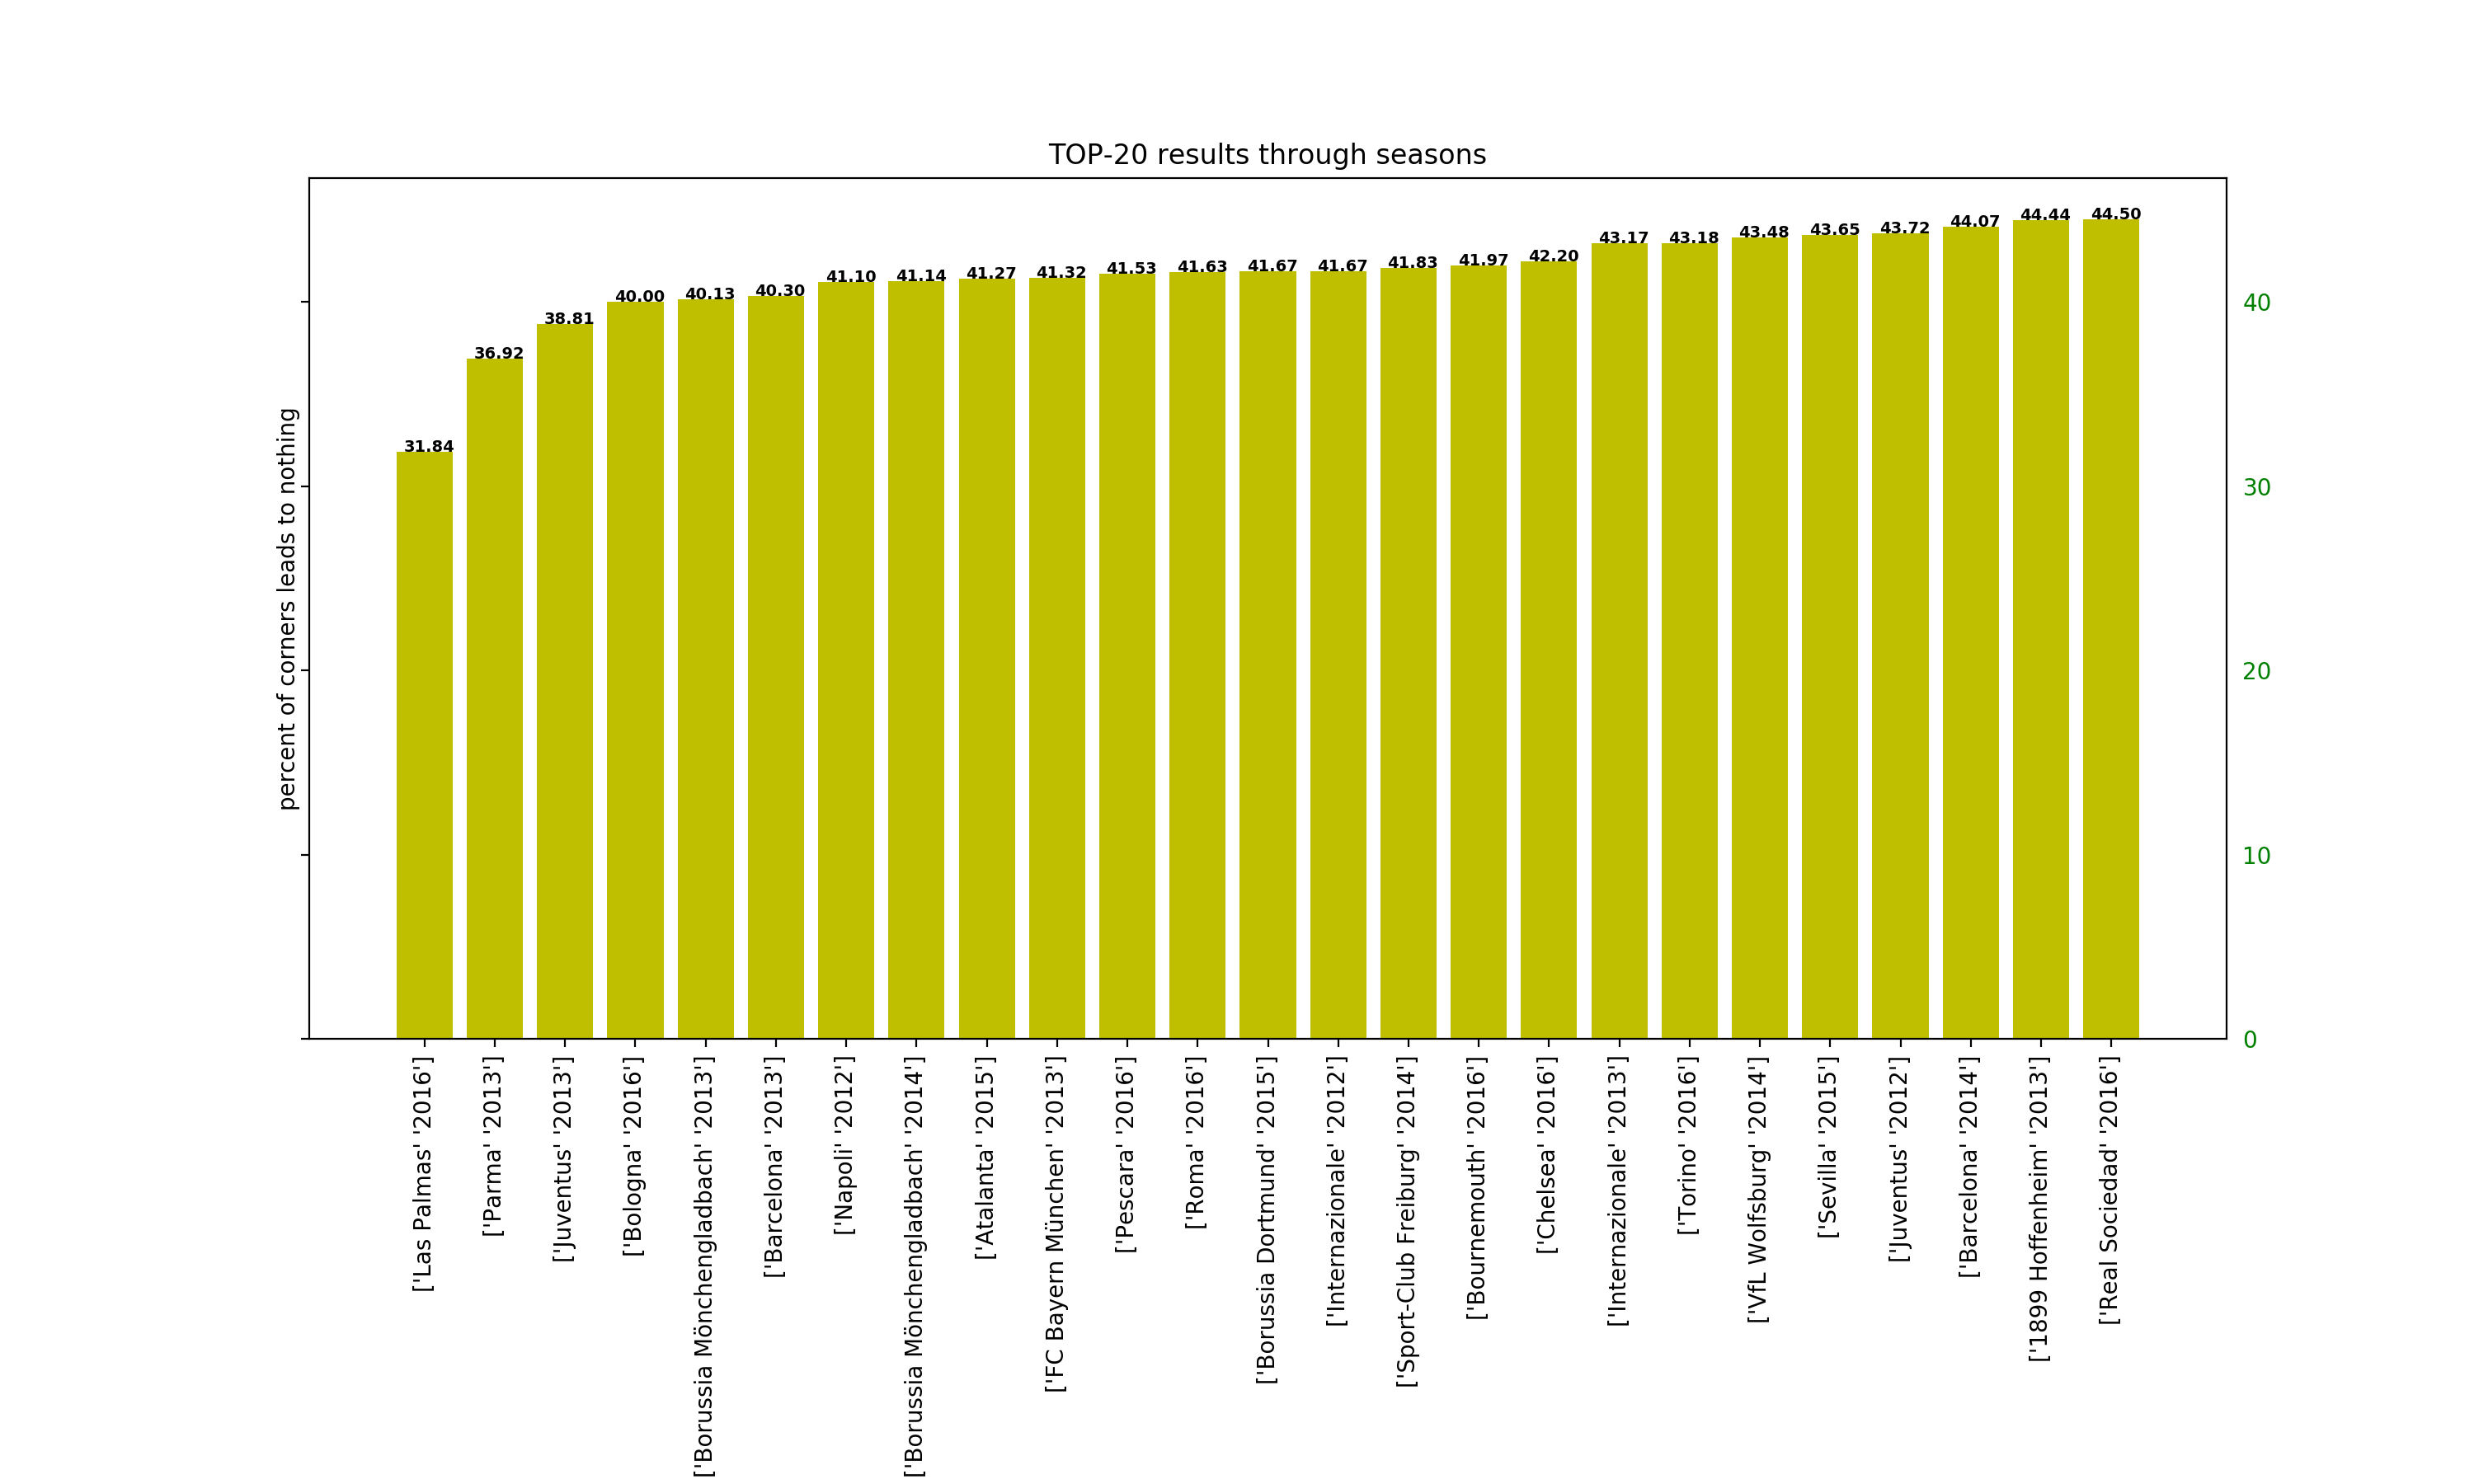 TOP-20 results through seasons
percent of corners leads to nothing
31.84
36.92
38.81
40.00
40.13
40.30
41.10
41.14
41.27
41.32
41.53
41.63
41.67
41.67
41.83
41.97
42.20
43.17
43.18
43.48
43.65
43.72
44.07
44.44
44.50
40
30
20
10
0
['Las Palmas' '2016']
['Parma' '2013']
['Juventus' '2013']
['Bologna' '2016']
['Borussia Mönchengladbach' '2013']
['Barcelona' '2013']
['Napoli' '2012']
['Borussia Mönchengladbach' '2014']
['Atalanta' '2015']
['FC Bayern München' '2013']
['Pescara' '2016']
['Roma' '2016']
['Borussia Dortmund' '2015']
['Internazionale' '2012']
['Sport-Club Freiburg' '2014']
['Bournemouth' '2016']
['Chelsea' '2016']
['Internazionale' '2013']
['Torino' '2016']
['VfL Wolfsburg' '2014']
['Sevilla' '2015']
['Juventus' '2012']
['Barcelona' '2014']
['1899 Hoffenheim' '2013']
['Real Sociedad' '2016']